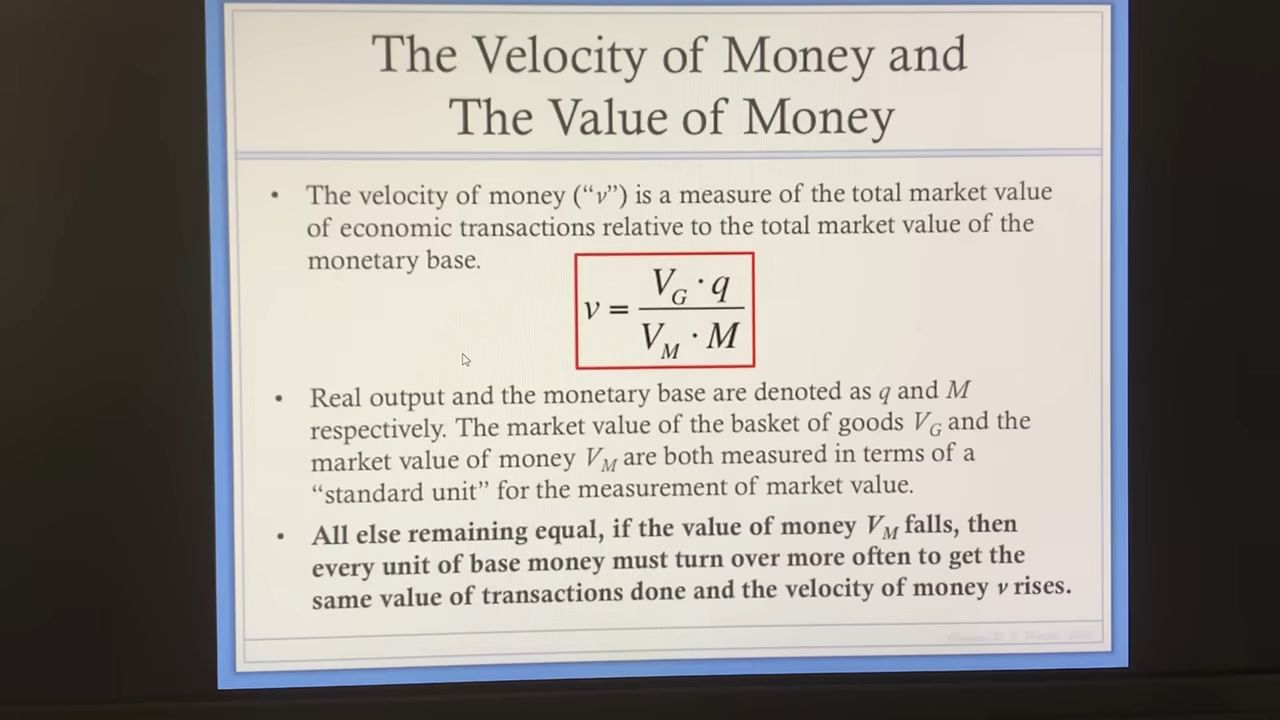 The Velocity of Money and
The Value of Money
• The velocity of money (“v”) is a measure of the total market value
of economic transactions relative to the total market value of the
monetary base.
v = V_G · q / V_M · M
• Real output and the monetary base are denoted as q and M
respectively. The market value of the basket of goods V_G and the
market value of money V_M are both measured in terms of a
“standard unit” for the measurement of market value.
• All else remaining equal, if the value of money V_M falls, then
every unit of base money must turn over more often to get the
same value of transactions done and the velocity of money v rises.